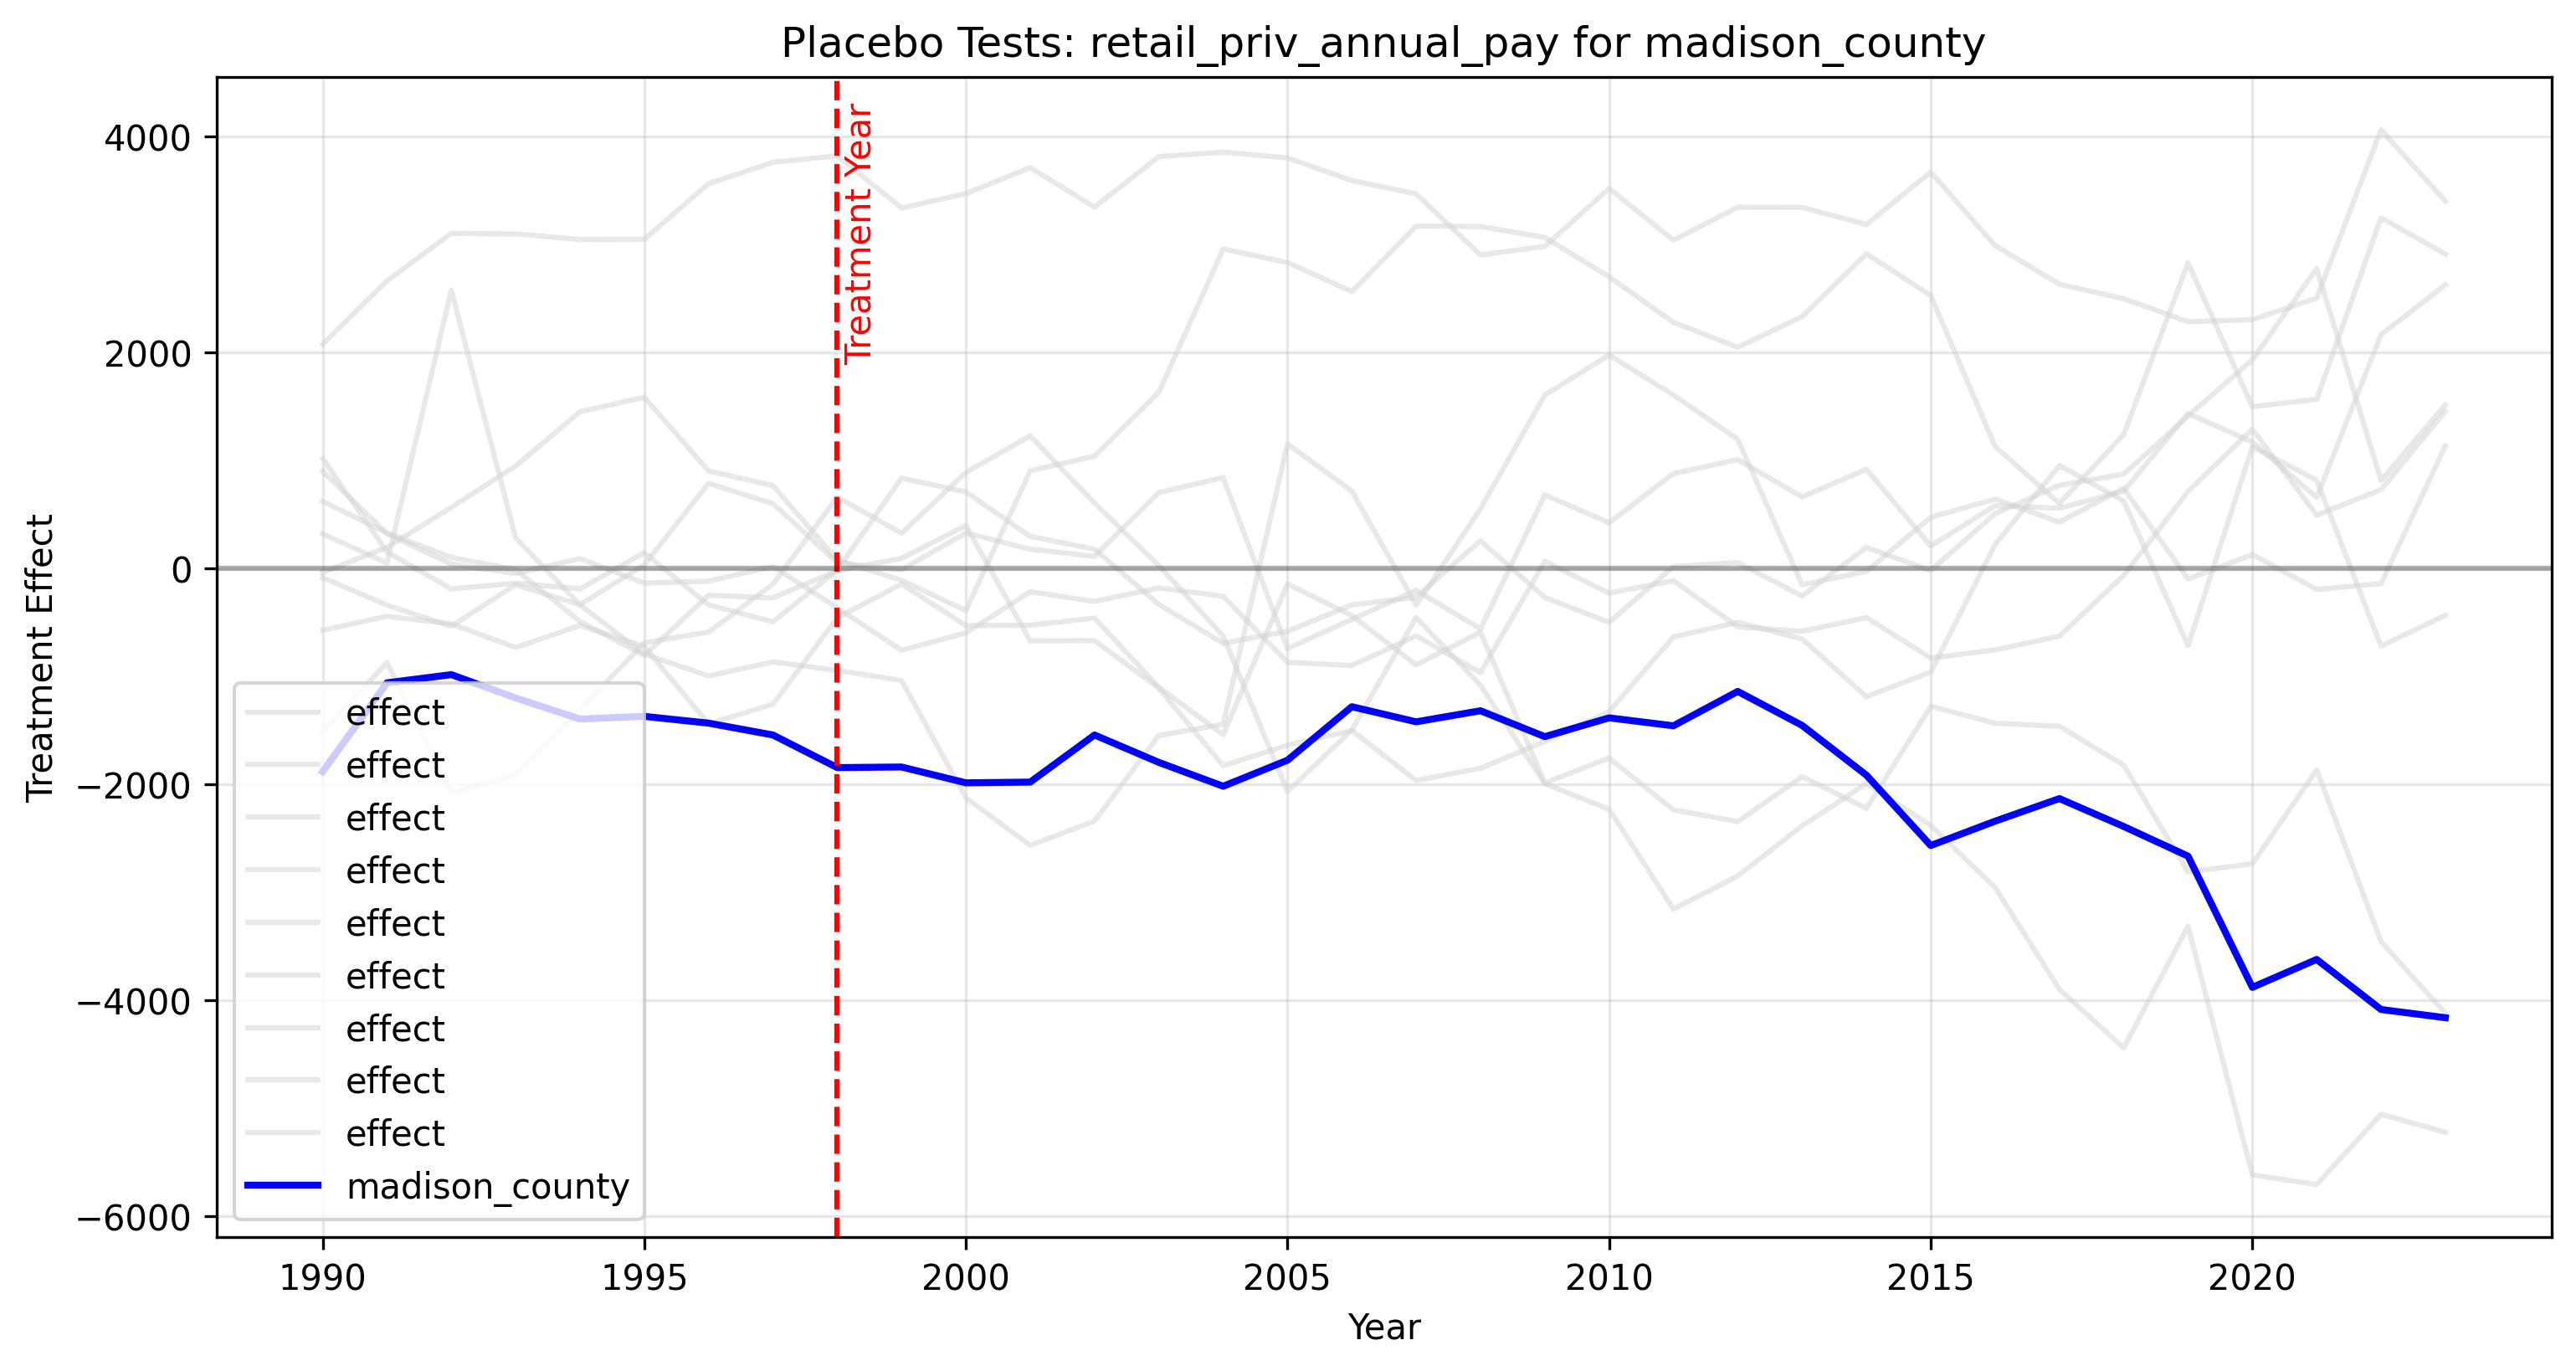 Placebo Tests: retail_priv_annual_pay for madison_county
Treatment Effect
4000
2000
0
−2000
−4000
−6000
Treatment Year
effect
effect
effect
effect
effect
effect
effect
effect
effect
madison_county
1990 1995 2000 2005 2010 2015 2020
Year